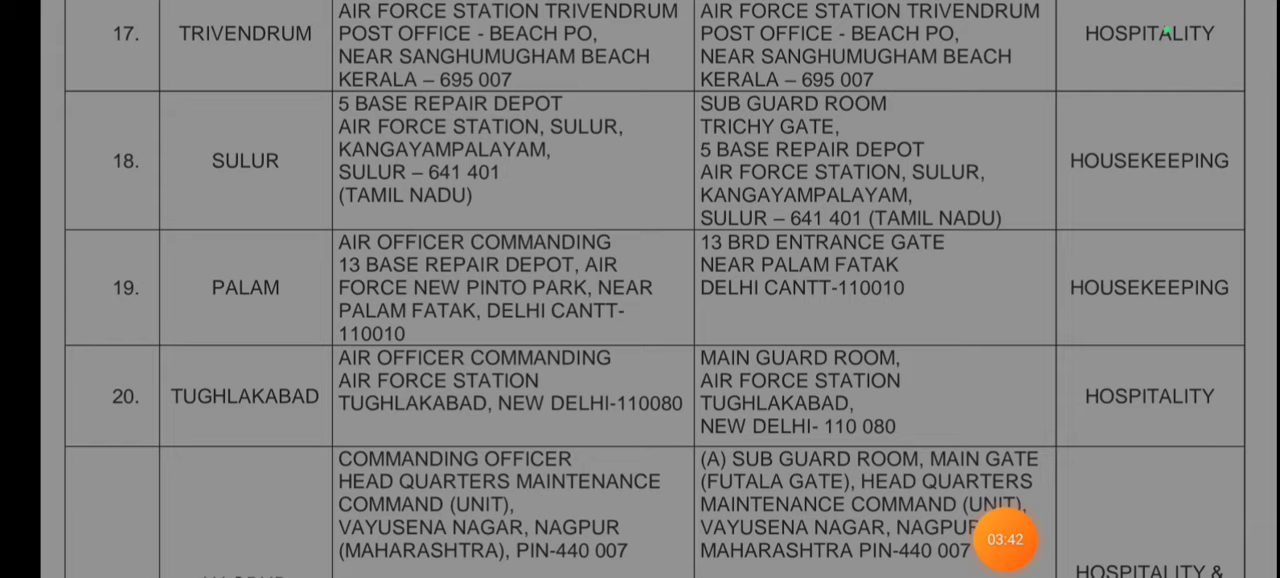 17.
TRIVENDRUM
AIR FORCE STATION TRIVENDRUM
POST OFFICE - BEACH PO,
NEAR SANGHUMUGHAM BEACH
KERALA – 695 007
AIR FORCE STATION TRIVENDRUM
POST OFFICE - BEACH PO,
NEAR SANGHUMUGHAM BEACH
KERALA – 695 007
HOSPITALITY
18.
SULUR
5 BASE REPAIR DEPOT
AIR FORCE STATION, SULUR,
KANGAYAMPALAYAM,
SULUR – 641 401
(TAMIL NADU)
SUB GUARD ROOM
TRICHY GATE,
5 BASE REPAIR DEPOT
AIR FORCE STATION, SULUR,
KANGAYAMPALAYAM,
SULUR – 641 401 (TAMIL NADU)
HOUSEKEEPING
19.
PALAM
AIR OFFICER COMMANDING
13 BASE REPAIR DEPOT, AIR
FORCE NEW PINTO PARK, NEAR
PALAM FATAK, DELHI CANTT-
110010
13 BRD ENTRANCE GATE
NEAR PALAM FATAK
DELHI CANTT-110010
HOUSEKEEPING
20.
TUGHLAKABAD
AIR OFFICER COMMANDING
AIR FORCE STATION
TUGHLAKABAD, NEW DELHI-110080
MAIN GUARD ROOM,
AIR FORCE STATION
TUGHLAKABAD,
NEW DELHI- 110 080
HOSPITALITY
COMMANDING OFFICER
HEAD QUARTERS MAINTENANCE
COMMAND (UNIT),
VAYUSENA NAGAR, NAGPUR
(MAHARASHTRA), PIN-440 007
(A) SUB GUARD ROOM, MAIN GATE
(FUTALA GATE), HEAD QUARTERS
MAINTENANCE COMMAND (UNIT),
VAYUSENA NAGAR, NAGPUR
MAHARASHTRA PIN-440 007
HOSPITALITY &
03:42